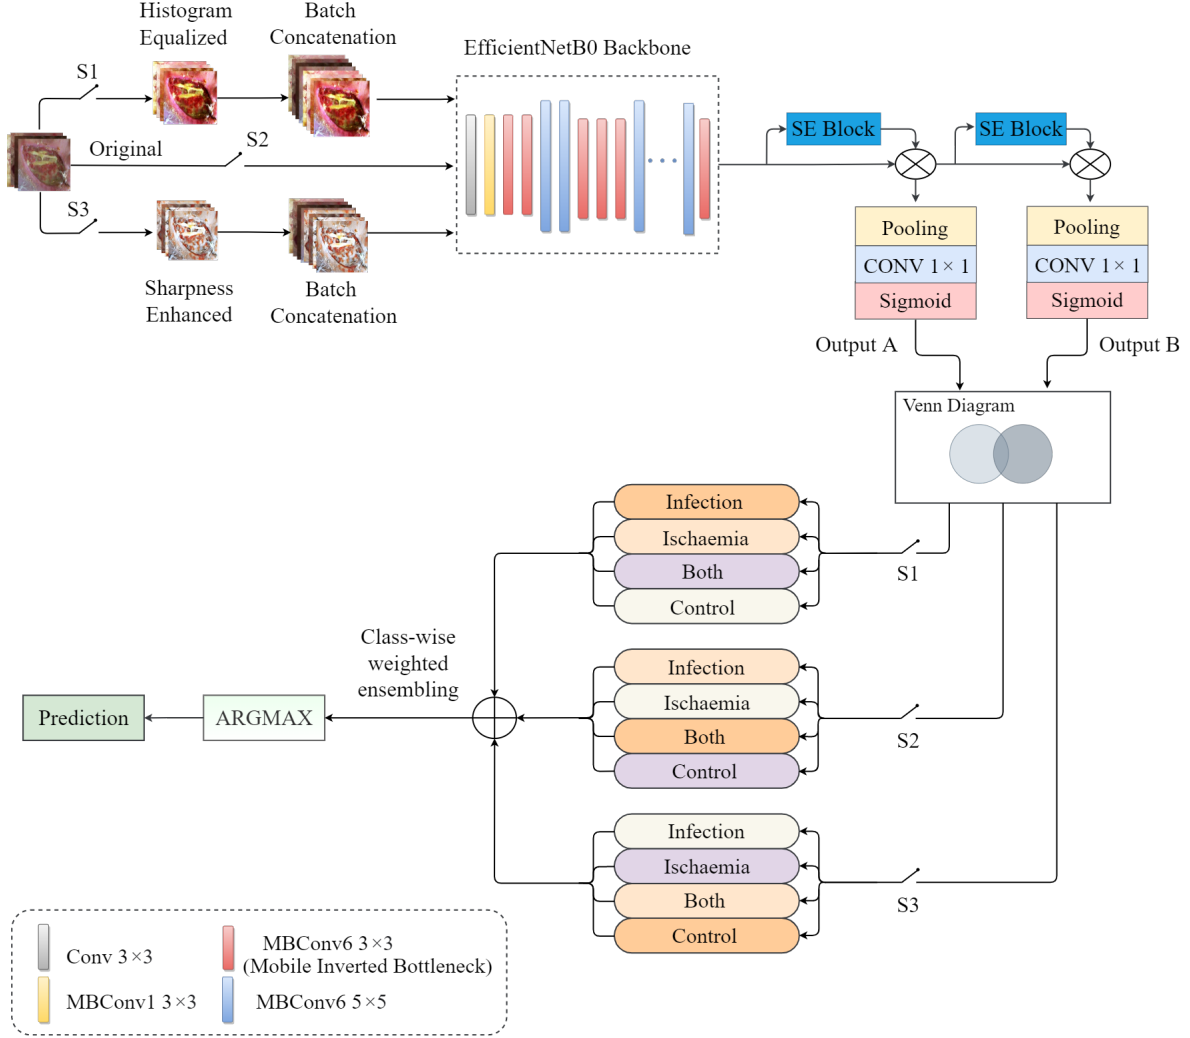 Histogram
Equalized
Batch
Concatenation
EfficientNetB0 Backbone
S1
Original
S2
S3
Sharpness
Enhanced
Batch
Concatenation
SE Block
SE Block
Pooling
CONV 1 × 1
Sigmoid
Pooling
CONV 1 × 1
Sigmoid
Output A
Output B
Venn Diagram
Infection
Ischaemia
Both
Control
S1
Class-wise
weighted
ensembling
Infection
Ischaemia
Both
Control
S2
Prediction
ARGMAX
Infection
Ischaemia
Both
Control
S3
Conv 3×3
MBConv6 3×3
(Mobile Inverted Bottleneck)
MBConv1 3×3
MBConv6 5×5